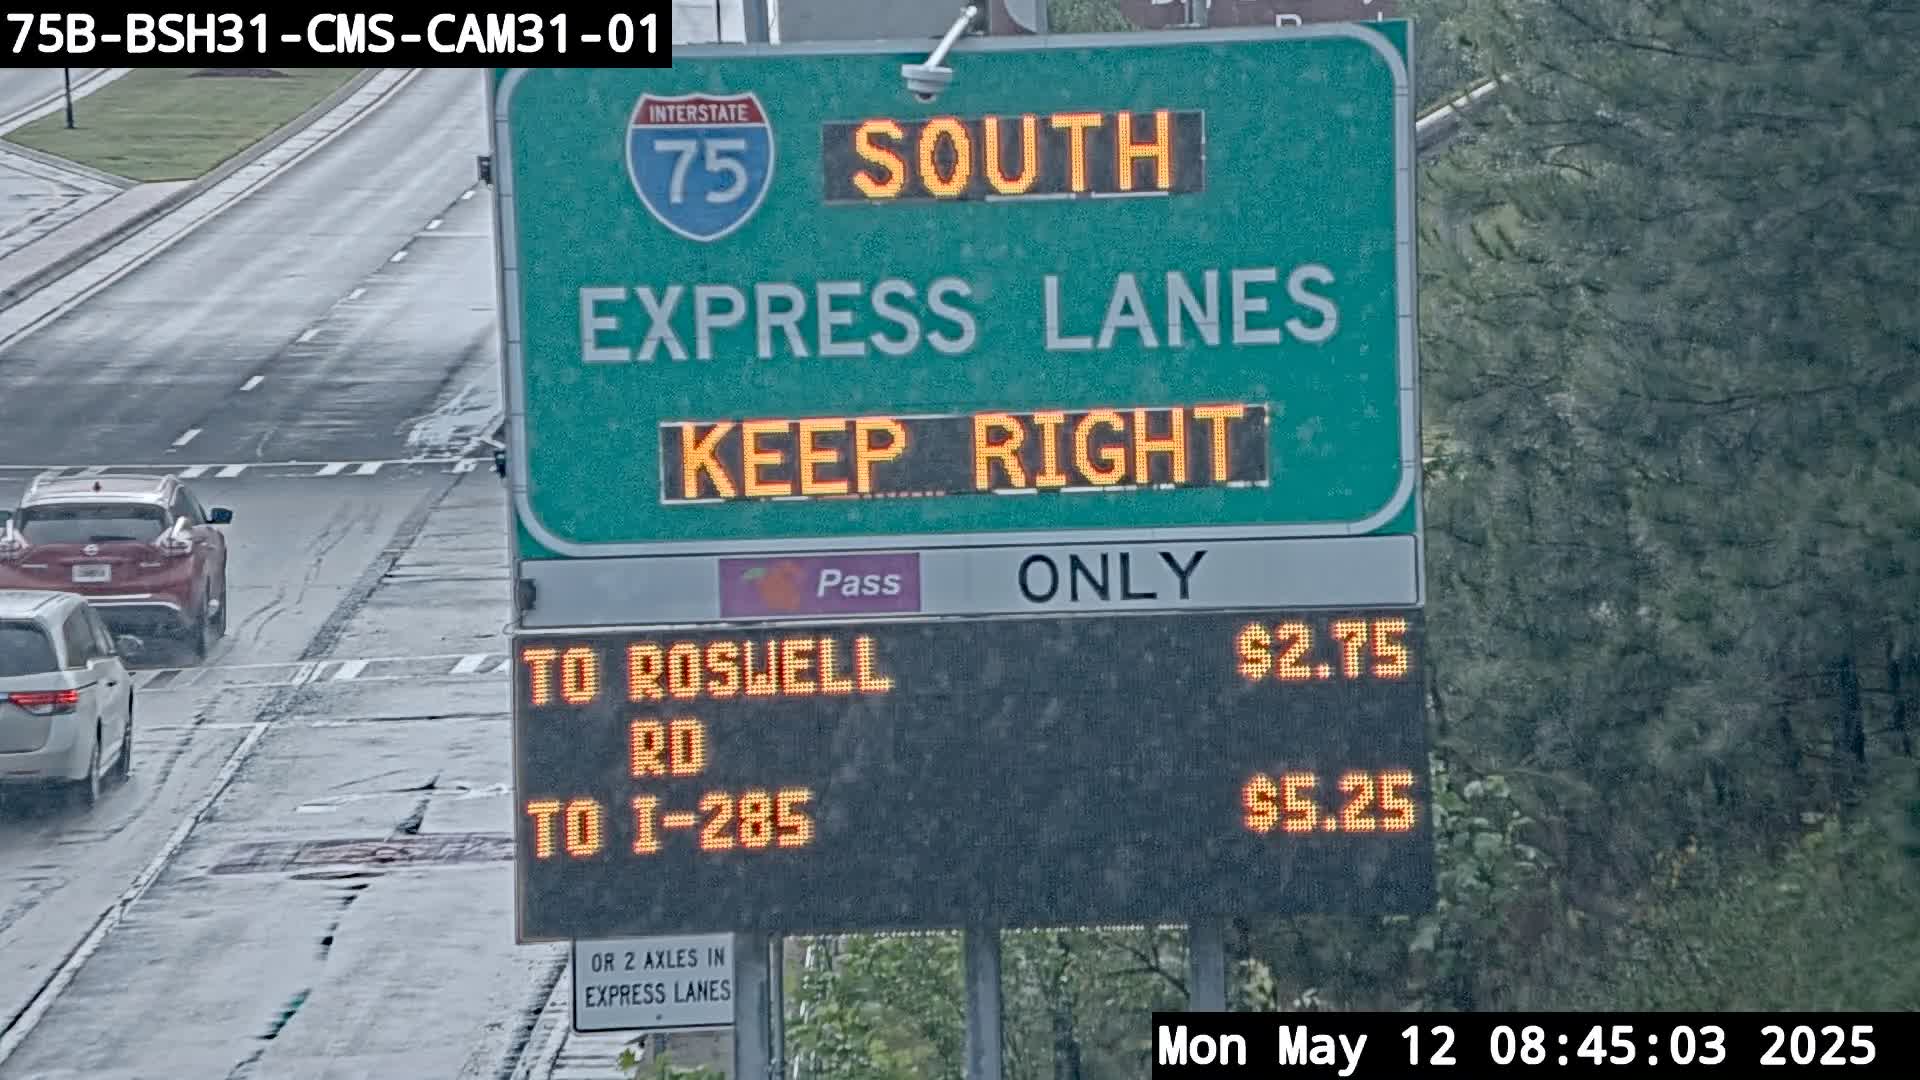 75B-BSH31-CMS-CAM31-01
INTERSTATE
75
SOUTH
EXPRESS LANES
KEEP RIGHT
Pass
ONLY
TO ROSWELL $2.75
RD
TO I-285 $5.25
OR 2 AXLES IN
EXPRESS LANES
Mon May 12 08:45:03 2025